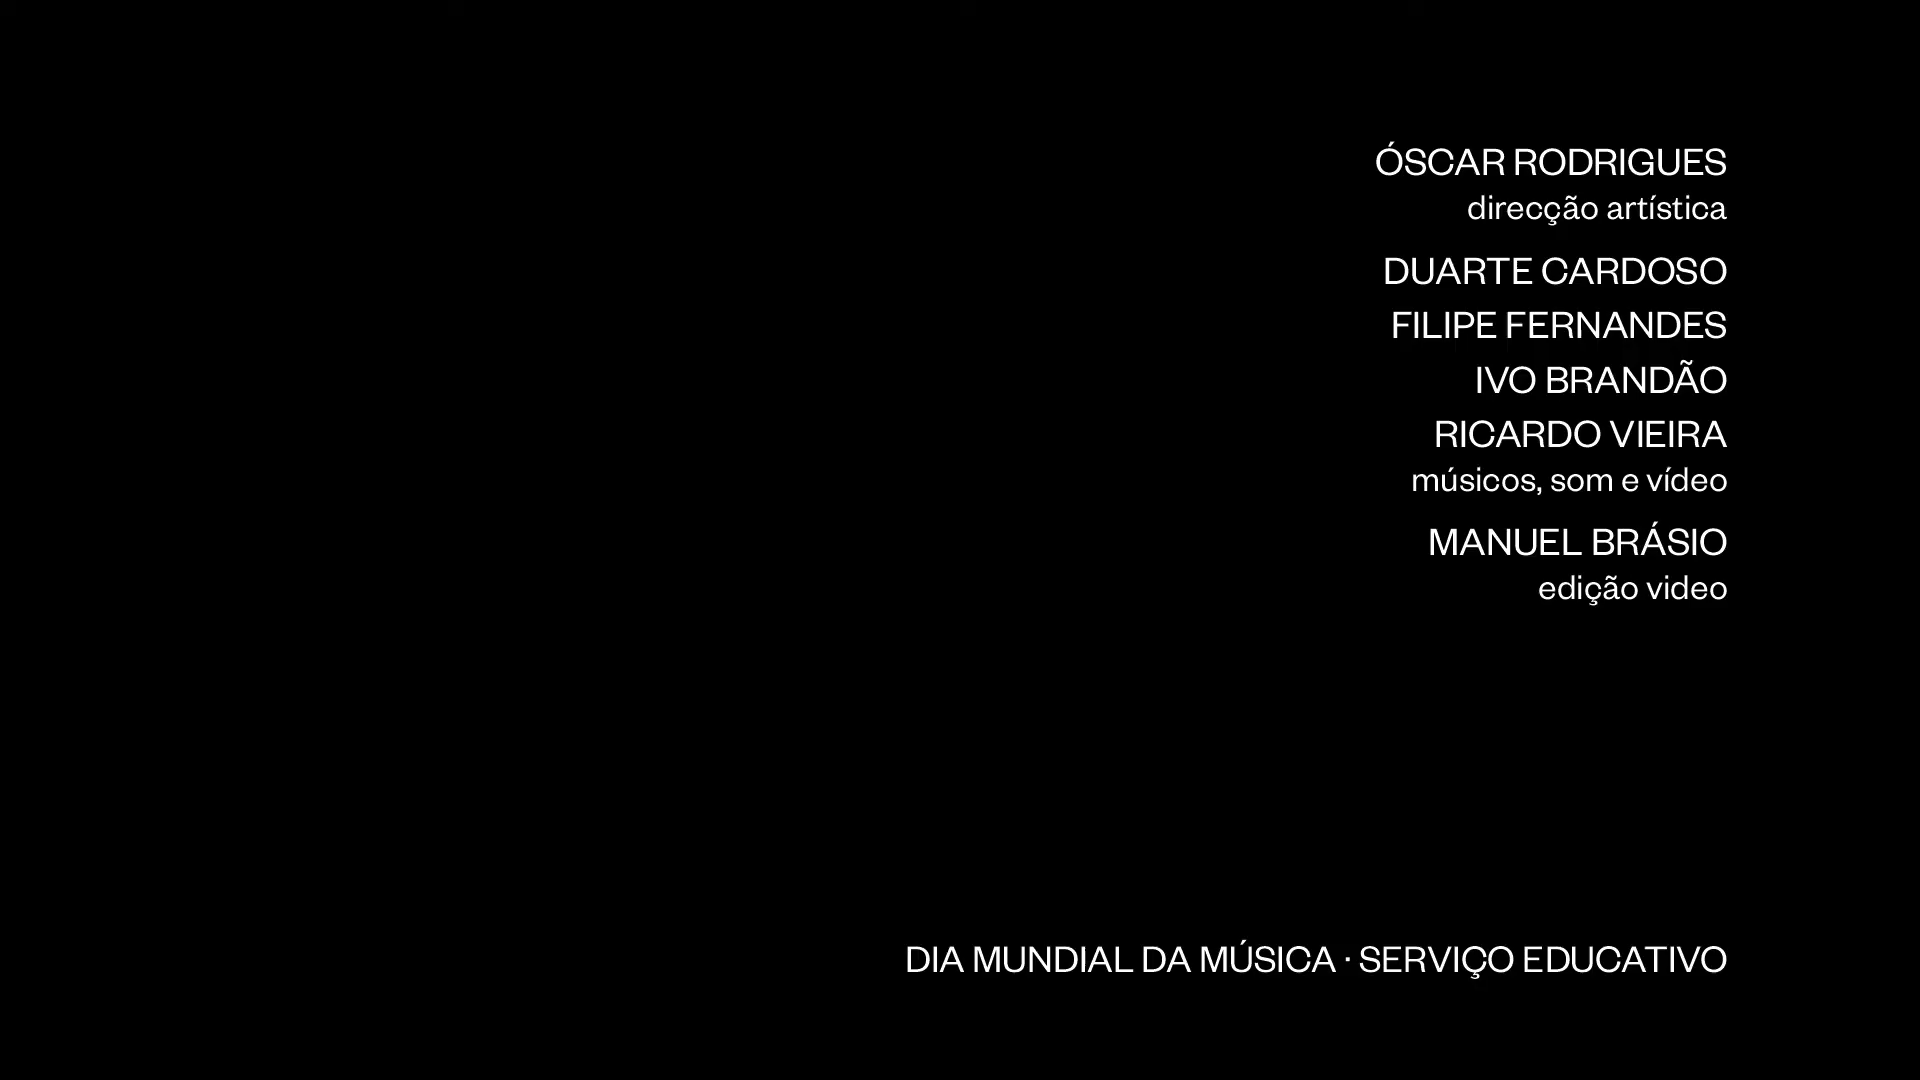 ÓSCAR RODRIGUES
direcção artística
DUARTE CARDOSO
FILIPE FERNANDES
IVO BRANDÃO
RICARDO VIEIRA
músicos, som e vídeo
MANUEL BRÁSIO
edição video
DIA MUNDIAL DA MÚSICA · SERVIÇO EDUCATIVO